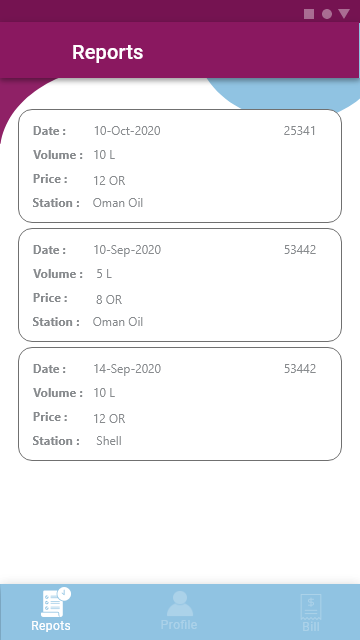 Reports
Date : 10-Oct-2020 25341
Volume : 10 L
Price : 12 OR
Station : Oman Oil
Date : 10-Sep-2020 53442
Volume : 5 L
Price : 8 OR
Station : Oman Oil
Date : 14-Sep-2020 53442
Volume : 10 L
Price : 12 OR
Station : Shell
4
$
Repots Profile Bill